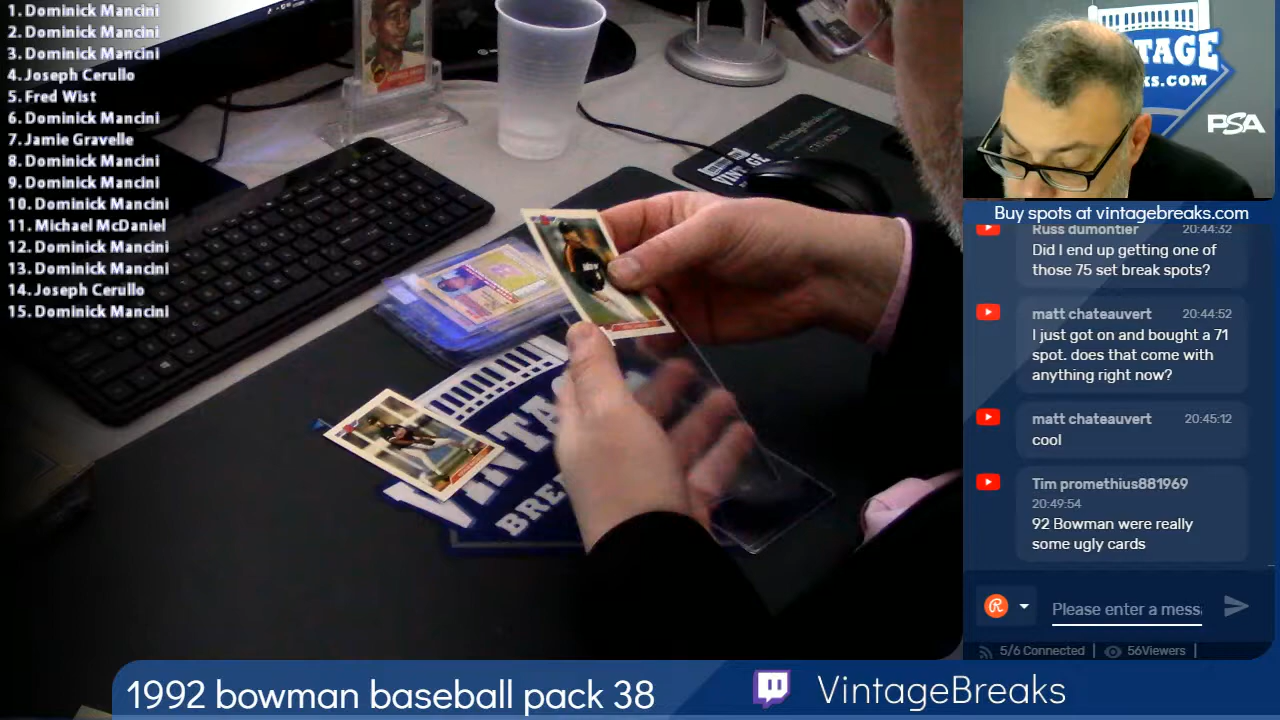 1. Dominick Mancini
2. Dominick Mancini
3. Dominick Mancini
4. Joseph Cerullo
5. Fred Wist
6. Dominick Mancini
7. Jamie Gravelle
8. Dominick Mancini
9. Dominick Mancini
10. Dominick Mancini
11. Michael McDaniel
12. Dominick Mancini
13. Dominick Mancini
14. Joseph Cerullo
15. Dominick Mancini
VINTAGE
VINTA
BREA
NTAGE
KS.COM
PSA
Buy spots at vintagebreaks.com
Russ dumontier 20:44:32
Did I end up getting one of
those 75 set break spots?
matt chateauvert 20:44:52
I just got on and bought a 71
spot. does that come with
anything right now?
matt chateauvert 20:45:12
cool
Tim promethius881969
20:49:54
92 Bowman were really
some ugly cards
Please enter a mess
5/6 Connected | 56Viewers |
1992 bowman baseball pack 38
VintageBreaks